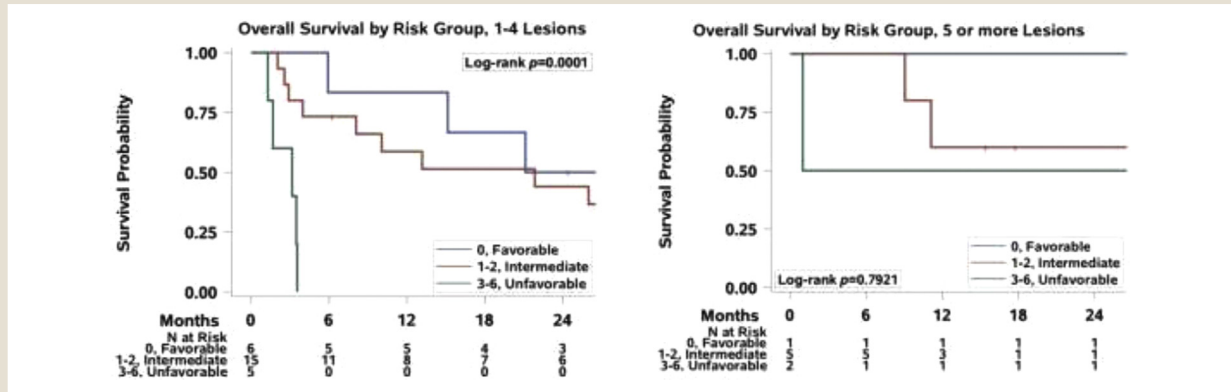 Overall Survival by Risk Group, 1-4 Lesions
Log-rank p=0.0001
Survival Probability
1.00
0.75
0.50
0.25
0.00
0, Favorable
1-2, Intermediate
3-6, Unfavorable
Months 0 6 12 18 24
N at Risk
0, Favorable 6 5 5 4 3
1-2, Intermediate 15 11 8 7 6
3-6, Unfavorable 5 0 0 0 0
Overall Survival by Risk Group, 5 or more Lesions
Survival Probability
1.00
0.75
0.50
0.25
0.00
0, Favorable
1-2, Intermediate
3-6, Unfavorable
Log-rank p=0.7921
Months 0 6 12 18 24
N at Risk
0, Favorable 1 1 1 1 1
1-2, Intermediate 5 5 3 1 1
3-6, Unfavorable 2 1 1 1 1